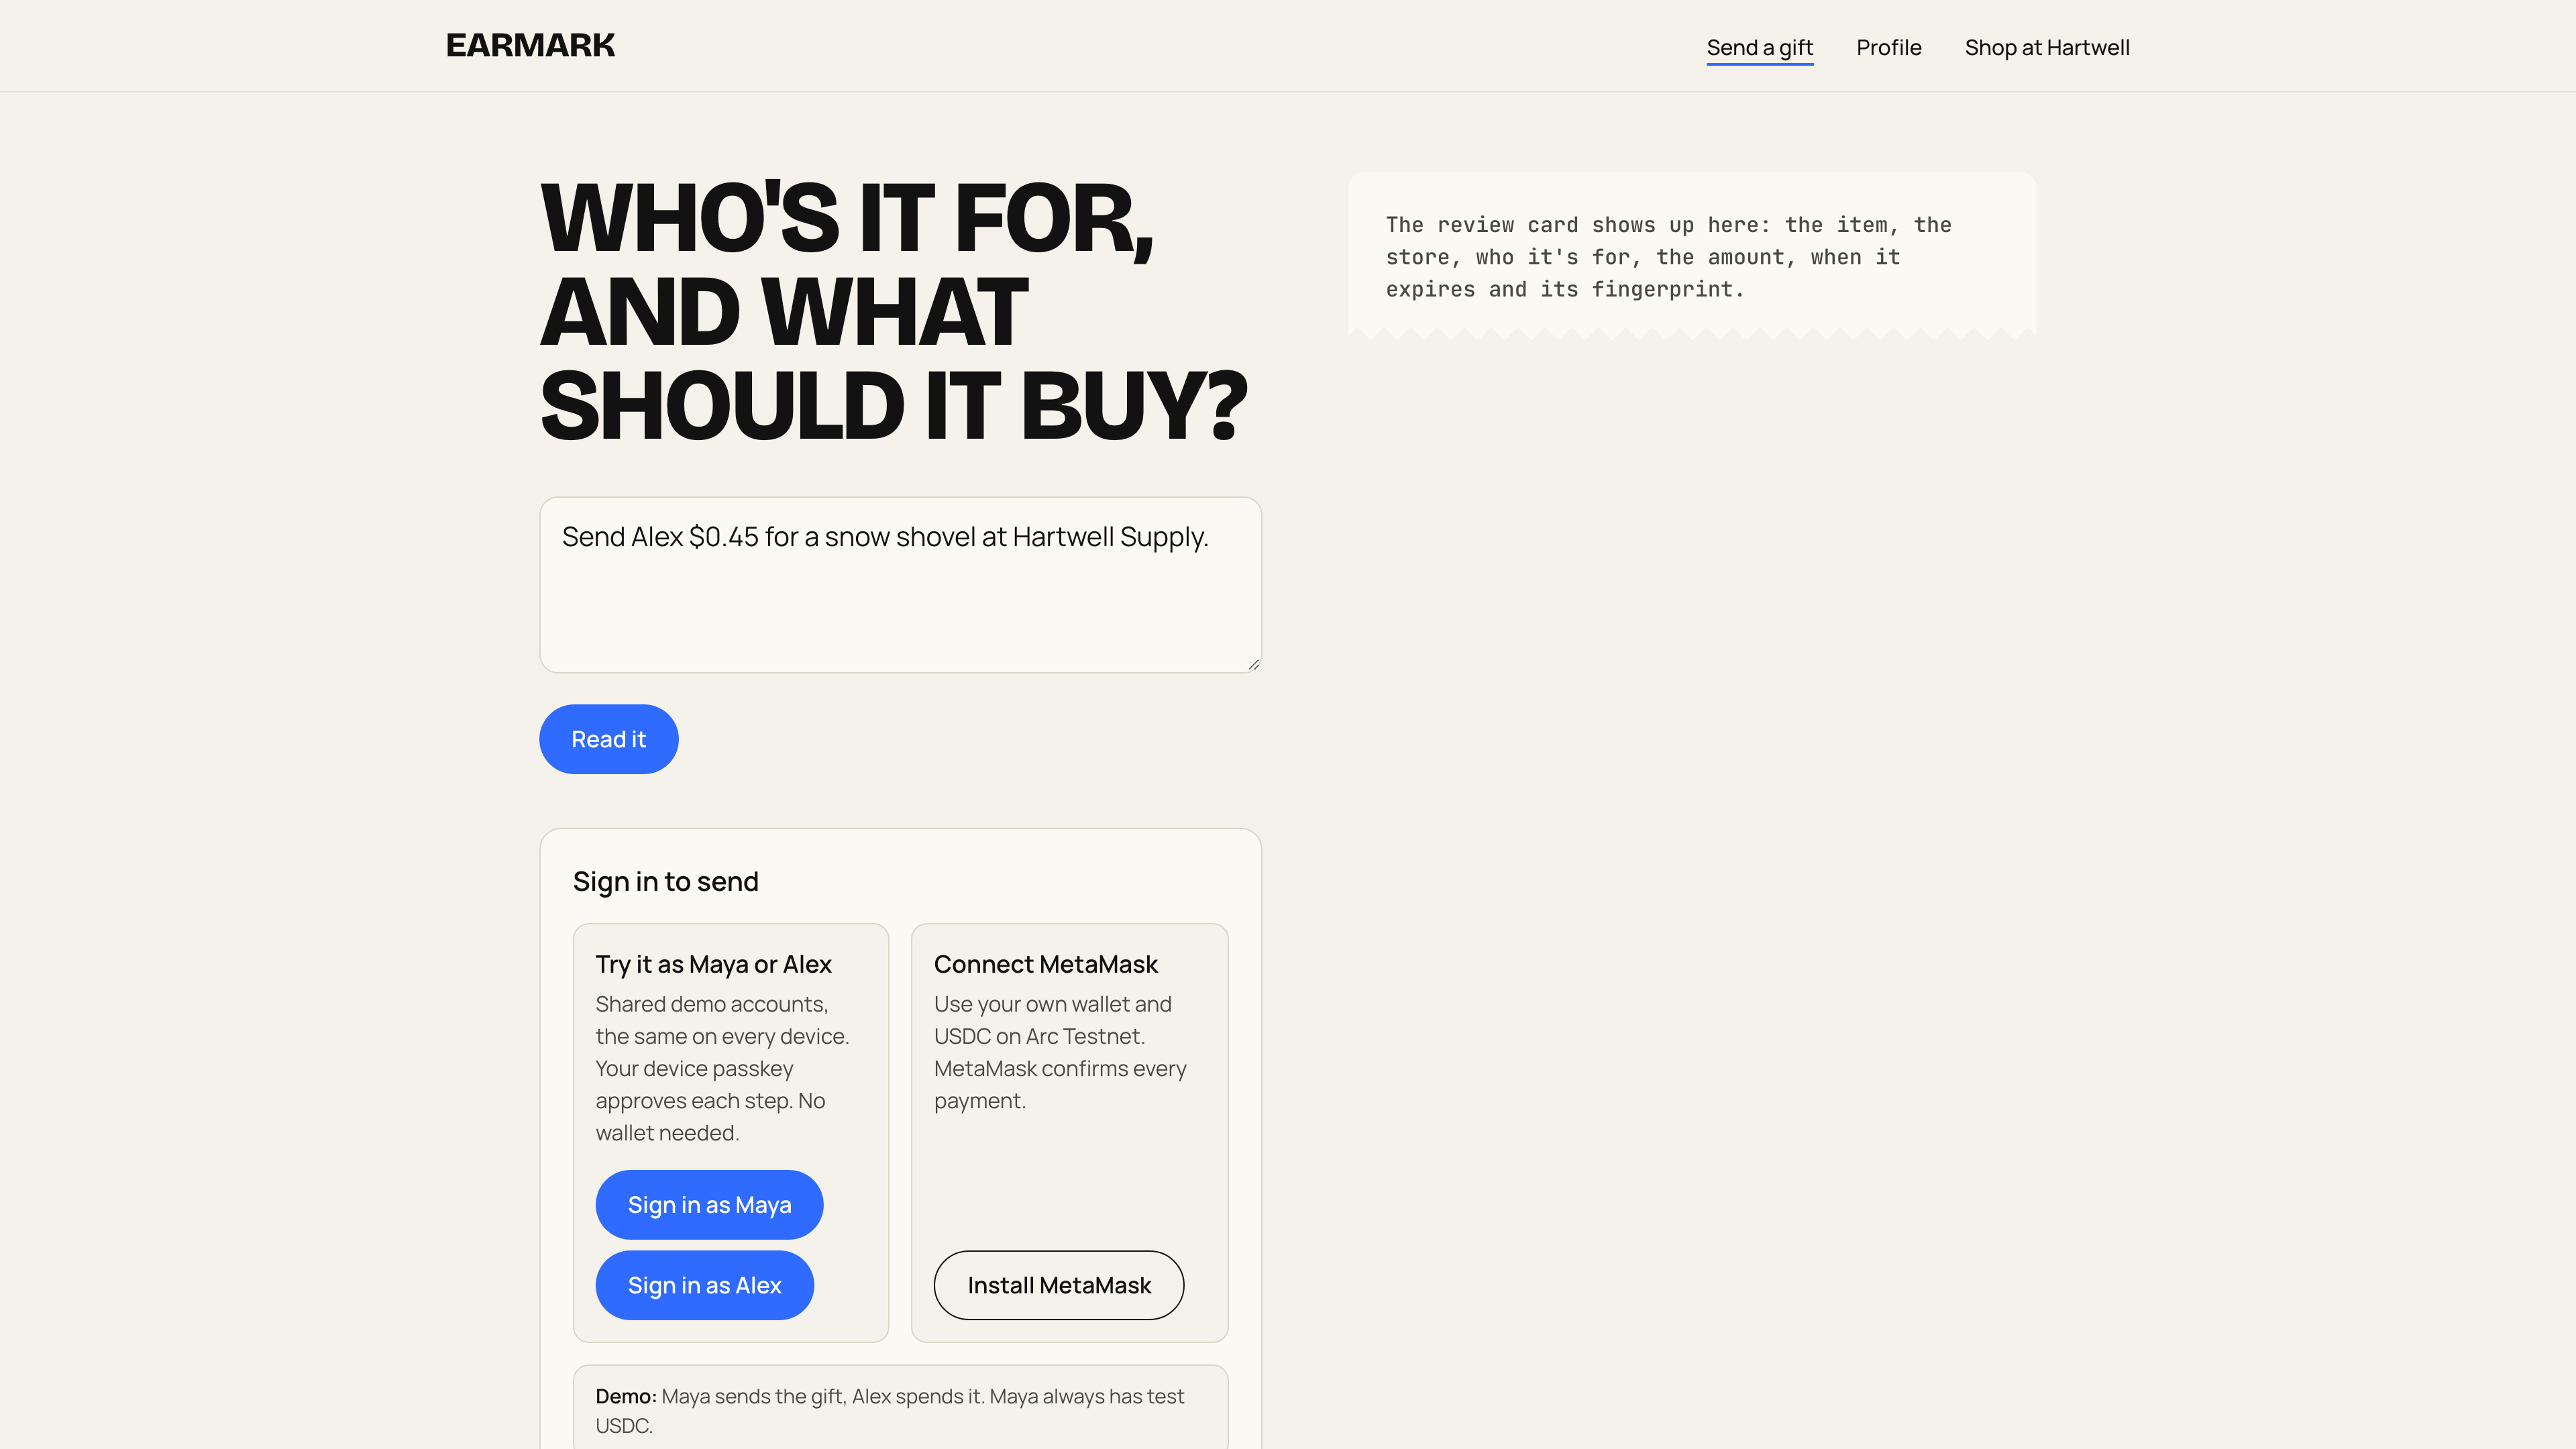 EARMARK
Send a gift
Profile
Shop at Hartwell
WHO'S IT FOR,
AND WHAT
SHOULD IT BUY?
The review card shows up here: the item, the
store, who it's for, the amount, when it
expires and its fingerprint.
Send Alex $0.45 for a snow shovel at Hartwell Supply.
Read it
Sign in to send
Try it as Maya or Alex
Shared demo accounts,
the same on every device.
Your device passkey
approves each step. No
wallet needed.
Sign in as Maya
Sign in as Alex
Connect MetaMask
Use your own wallet and
USDC on Arc Testnet.
MetaMask confirms every
payment.
Install MetaMask
Demo: Maya sends the gift, Alex spends it. Maya always has test
USDC.